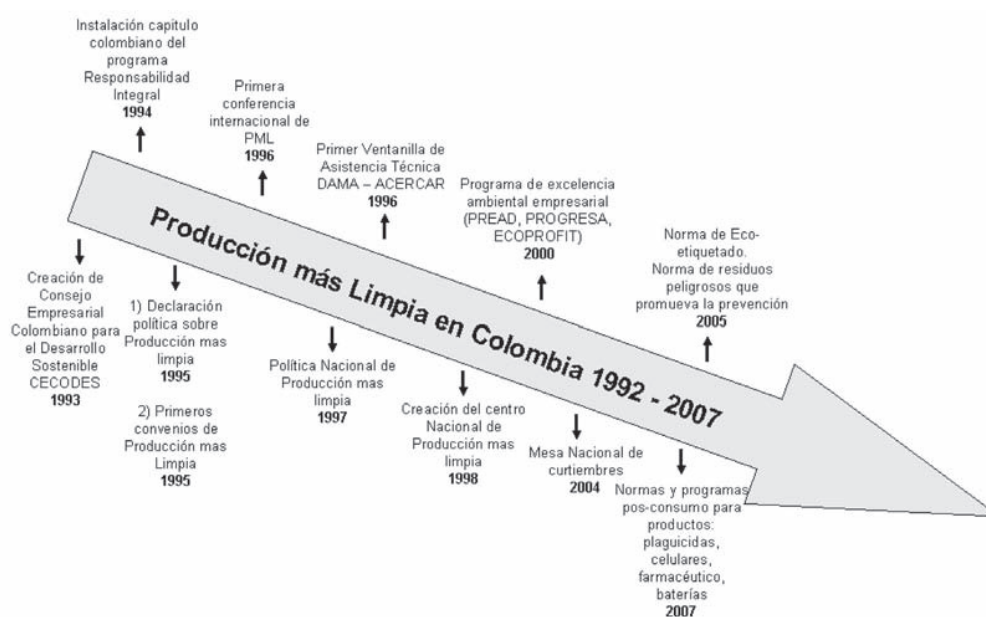 Instalación capitulo
colombiano del
programa
Responsabilidad
Integral
1994
Primera
conferencia
internacional de
PML
1996
Primer Ventanilla de
Asistencia Técnica
DAMA – ACERCAR
1996
Programa de excelencia
ambiental empresarial
(PREAD, PROGRESA,
ECOPROFIT)
2000
Norma de Eco-
etiquetado.
Norma de residuos
peligrosos que
promueva la prevención
2005
Producción más Limpia en Colombia 1992 - 2007
Creación de
Consejo
Empresarial
Colombiano para
el Desarrollo
Sostenible
CECODES
1993
1) Declaración
política sobre
Producción mas
limpia
1995
2) Primeros
convenios de
Producción mas
Limpia
1995
Política Nacional de
Producción mas
limpia
1997
Creación del centro
Nacional de
Producción mas
limpia
1998
Mesa Nacional de
curtiembres
2004
Normas y programas
pos-consumo para
productos:
plaguicidas,
celulares,
farmacéutico,
baterías
2007